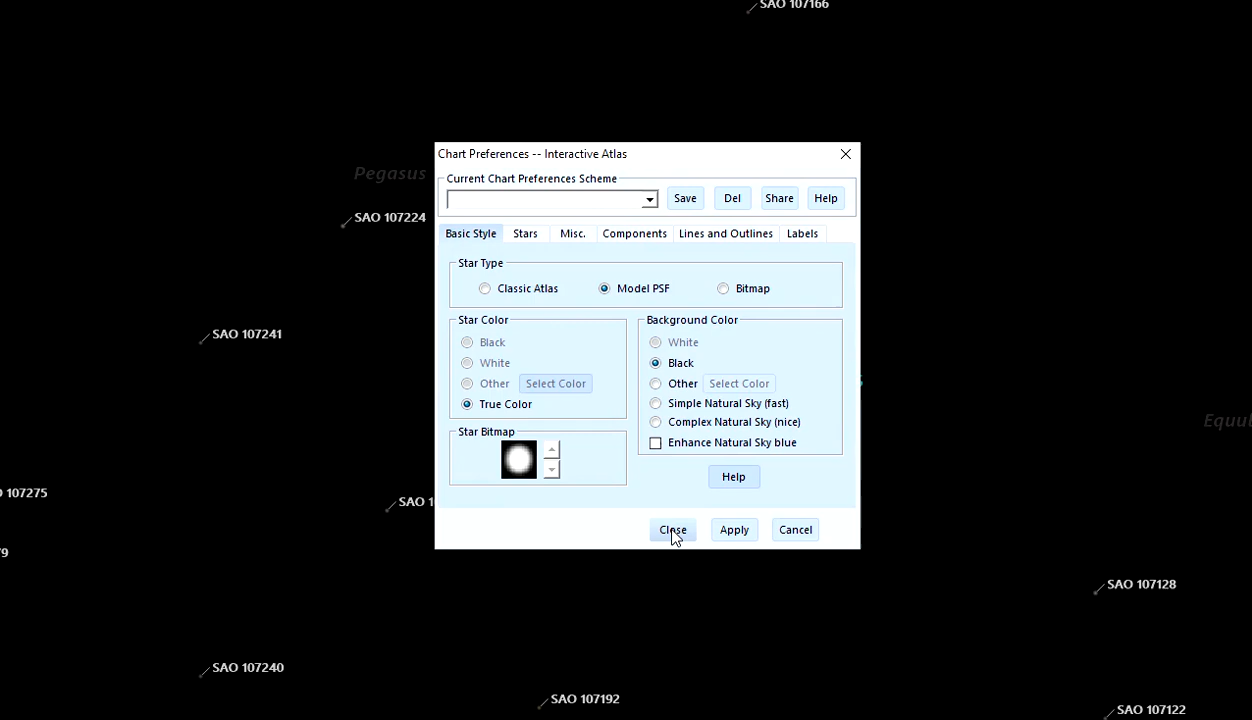 SAO 107166
Chart Preferences -- Interactive Atlas
Current Chart Preferences Scheme
Save Del Share Help
Pegasus
SAO 107224
Basic Style Stars Misc. Components Lines and Outlines Labels
Star Type
Classic Atlas Model PSF Bitmap
Star Color
Black
White
Other Select Color
True Color
Background Color
White
Black
Other Select Color
Simple Natural Sky (fast)
Complex Natural Sky (nice)
Enhance Natural Sky blue
Star Bitmap
Help
Close Apply Cancel
SAO 107241
Equul
O 107275
SAO 1
9
SAO 107128
SAO 107240
SAO 107192
SAO 107122